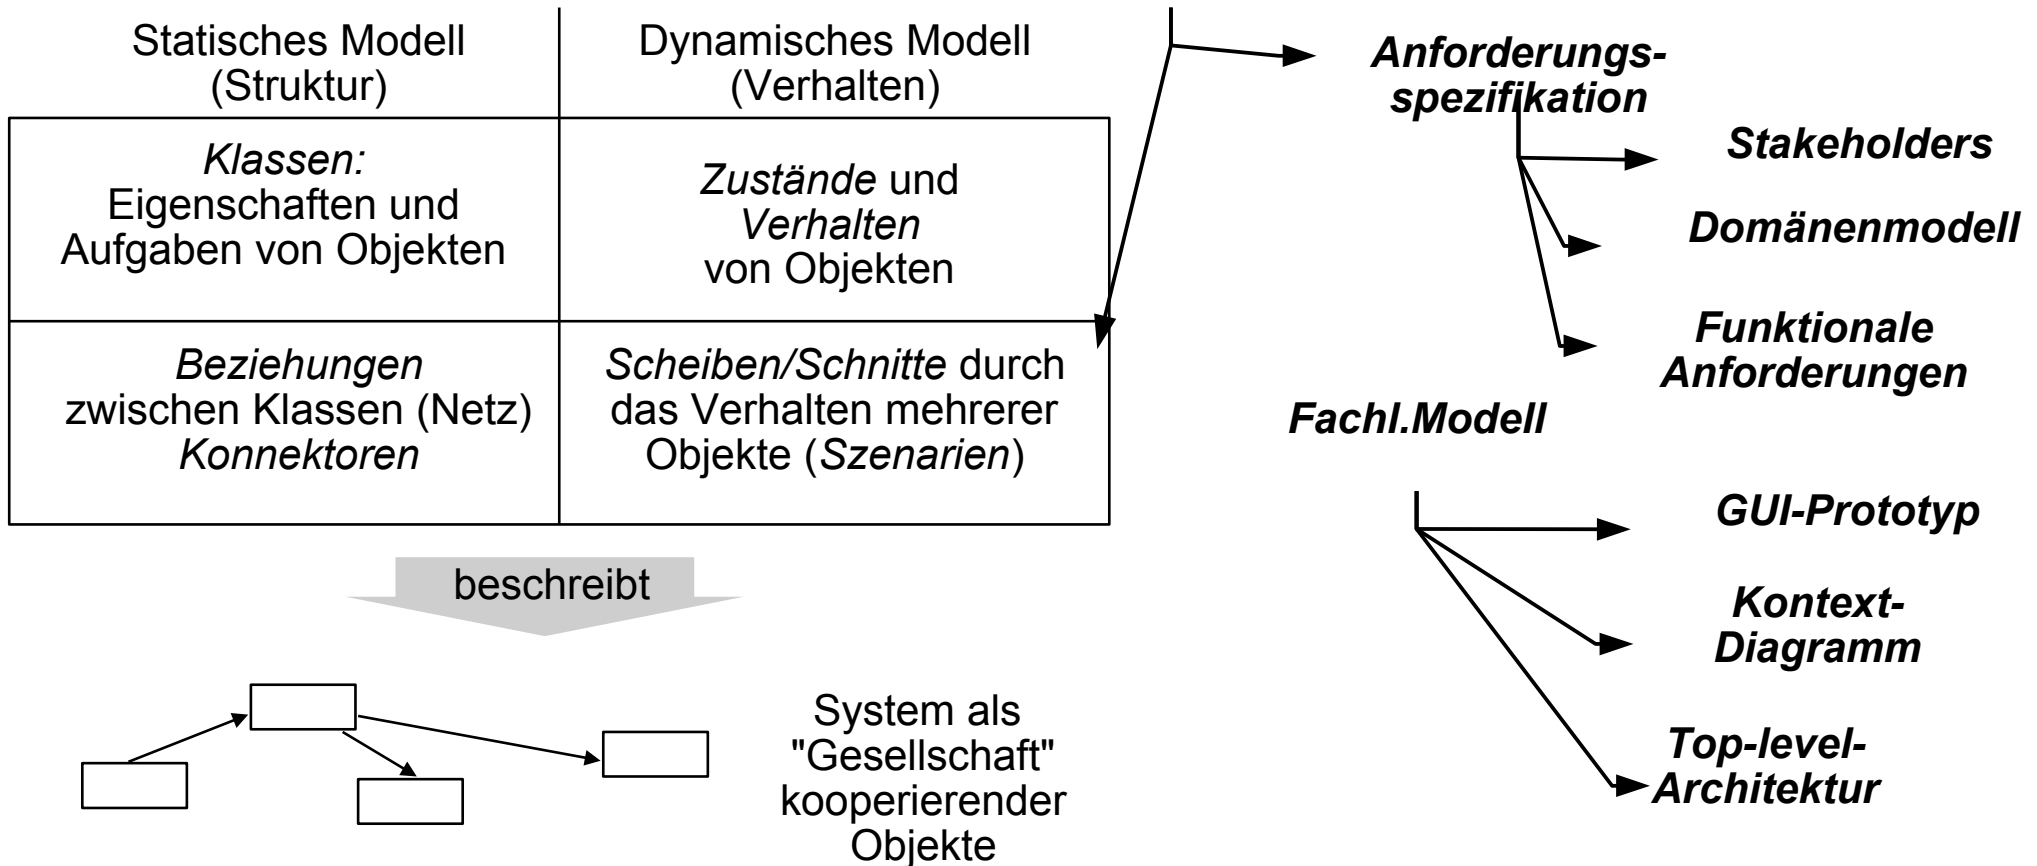 Statisches Modell
(Struktur)
Dynamisches Modell
(Verhalten)
Klassen:
Eigenschaften und
Aufgaben von Objekten
Zustände und
Verhalten
von Objekten
Beziehungen
zwischen Klassen (Netz)
Konnektoren
Scheiben/Schnitte durch
das Verhalten mehrerer
Objekte (Szenarien)
beschreibt
System als
"Gesellschaft"
kooperierender
Objekte
Anforderungs-
spezifikation
Stakeholders
Domänenmodell
Funktionale
Anforderungen
Fachl.Modell
GUI-Prototyp
Kontext-
Diagramm
Top-level-
Architektur